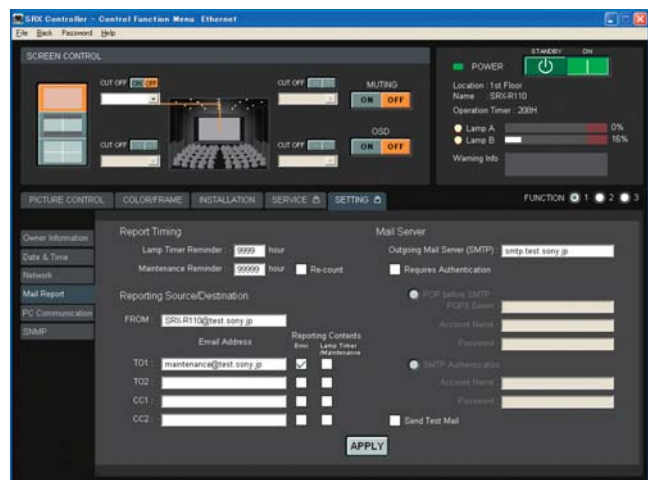 SRX Controller - Control Function Menu Ethernet
File Back Password Help
SCREEN CONTROL
CUT OFF ON OFF
CUT OFF
MUTING
ON OFF
CUT OFF
CUT OFF
OSD
ON OFF
STANDBY ON
POWER
Location : 1st Floor
Name : SRX-R110
Operation Timer : 208H
Lamp A 0%
Lamp B 16%
Warning Info
PICTURE CONTROL COLOR/FRAME INSTALLATION SERVICE SETTING FUNCTION 1 2 3
Owner Information
Date & Time
Network
Mail Report
PC Communication
SNMP
Report Timing
Lamp Timer Reminder 9999 hour
Maintenance Reminder 99999 hour Re-count
Reporting Source/Destination
FROM : SRX-R110@test.sony.jp
Email Address
Reporting Contents
Error Lamp Timer
/Maintenance
TO1 : maintenance@test.sony.jp
TO2 :
CC1 :
CC2 :
Mail Server
Outgoing Mail Server (SMTP) : smtp.test.sony.jp
Requires Authentication
POP before SMTP
POP3 Server
Account Name
Password
SMTP Authentication
Account Name
Password
Send Test Mail
APPLY